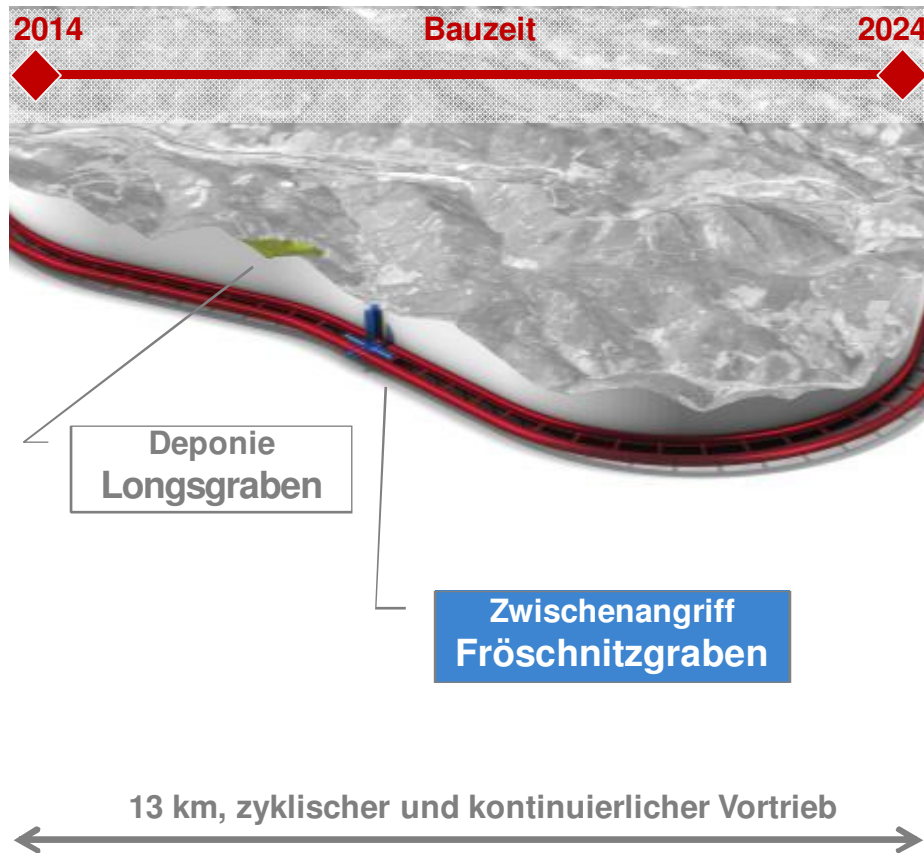 2014 Bauzeit 2024
Deponie
Longsgraben
Zwischenangriff
Fröschnitzgraben
13 km, zyklischer und kontinuierlicher Vortrieb